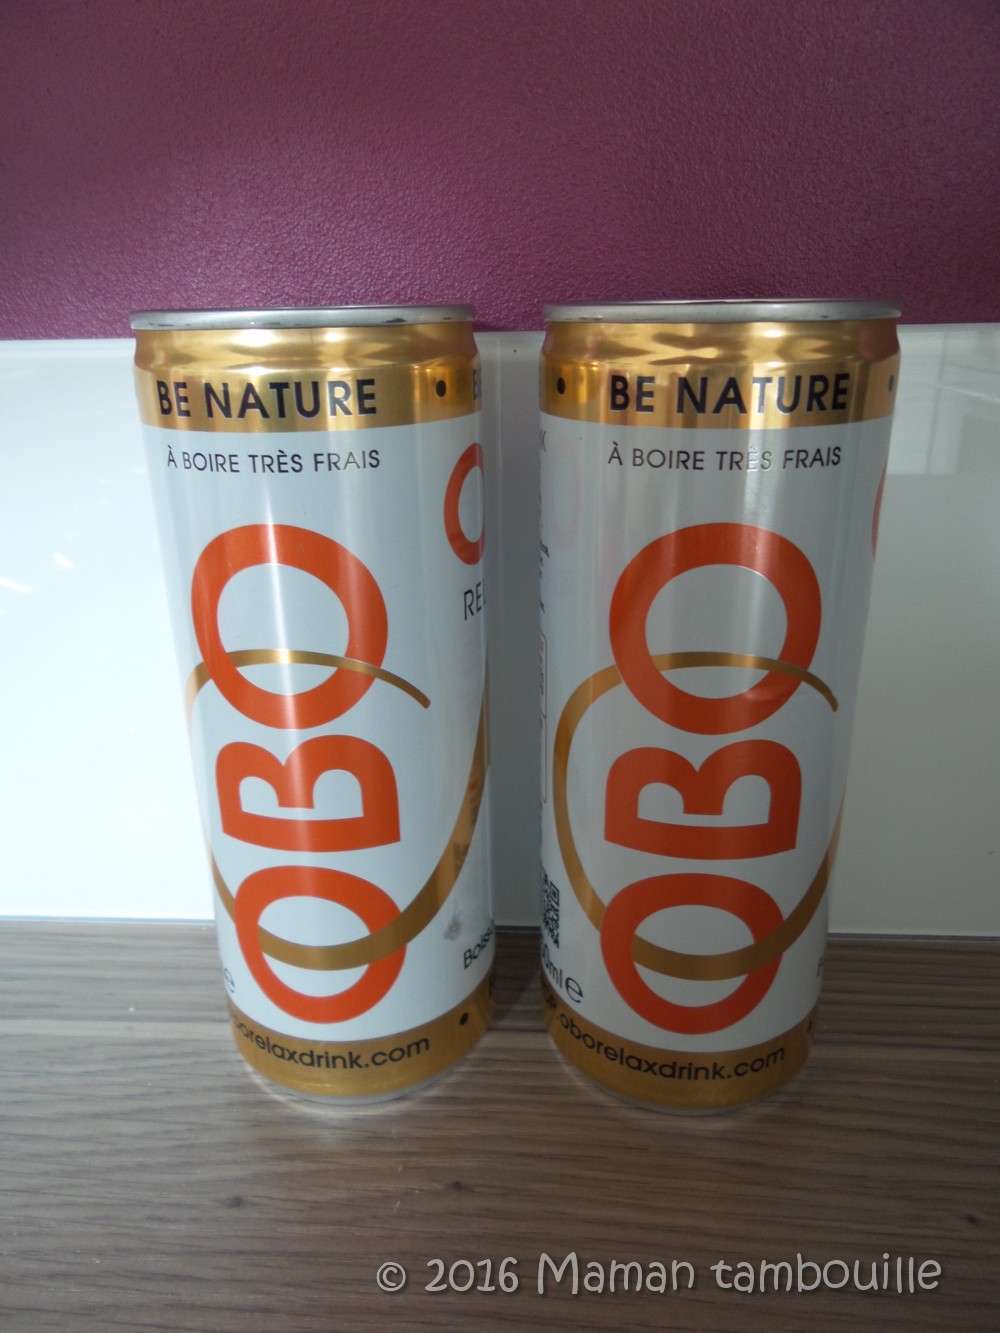 BE NATURE
À BOIRE TRÈS FRAIS
OBO
oborelaxdrink.com
BE NATURE
À BOIRE TRÈS FRAIS
OBO
ml e
oborelaxdrink.com
© 2016 Maman tambouille